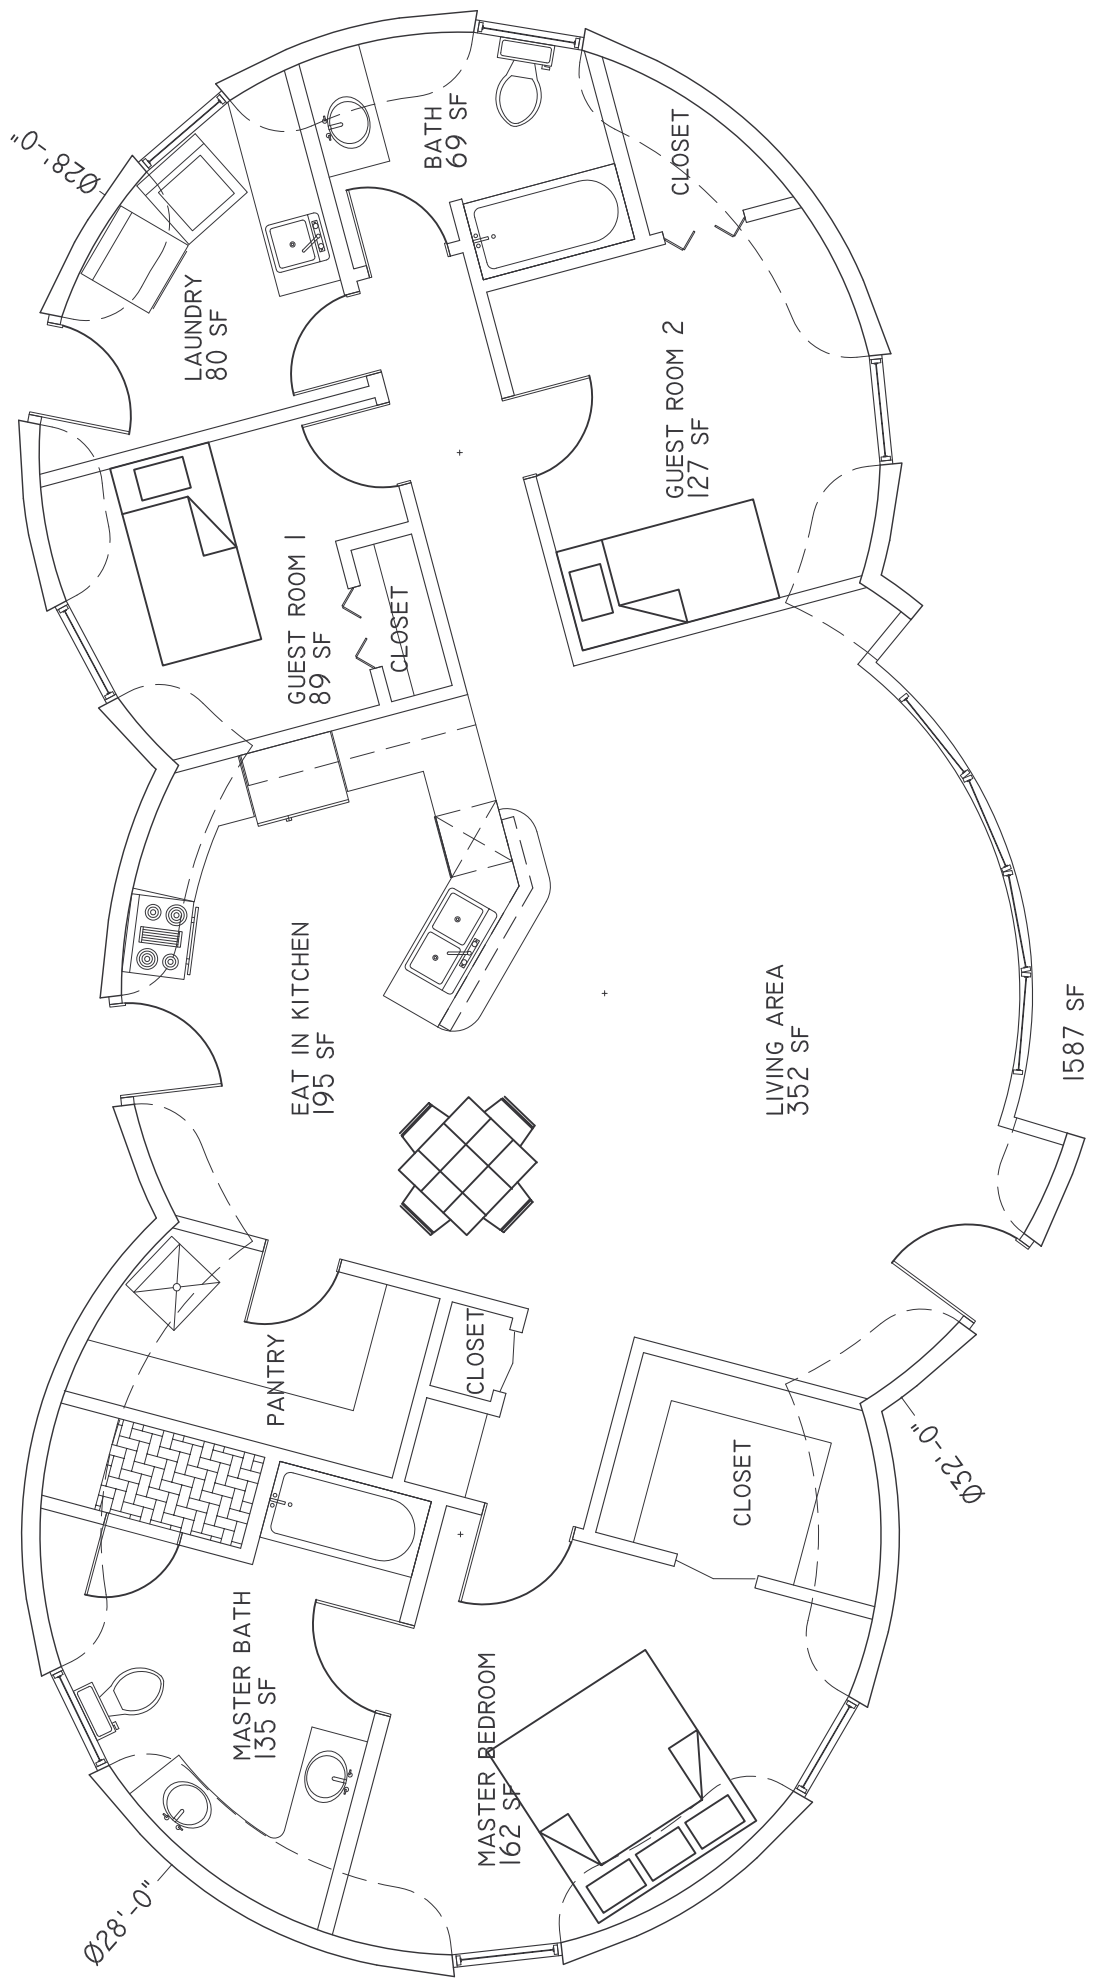 Ø28'-0"
BATH
69 SF
CLOSET
LAUNDRY
80 SF
GUEST ROOM 2
127 SF
GUEST ROOM 1
89 SF
CLOSET
EAT IN KITCHEN
195 SF
LIVING AREA
352 SF
1587 SF
PANTRY
CLOSET
CLOSET
Ø32'-0"
MASTER BATH
135 SF
MASTER BEDROOM
162 SF
Ø28'-0"